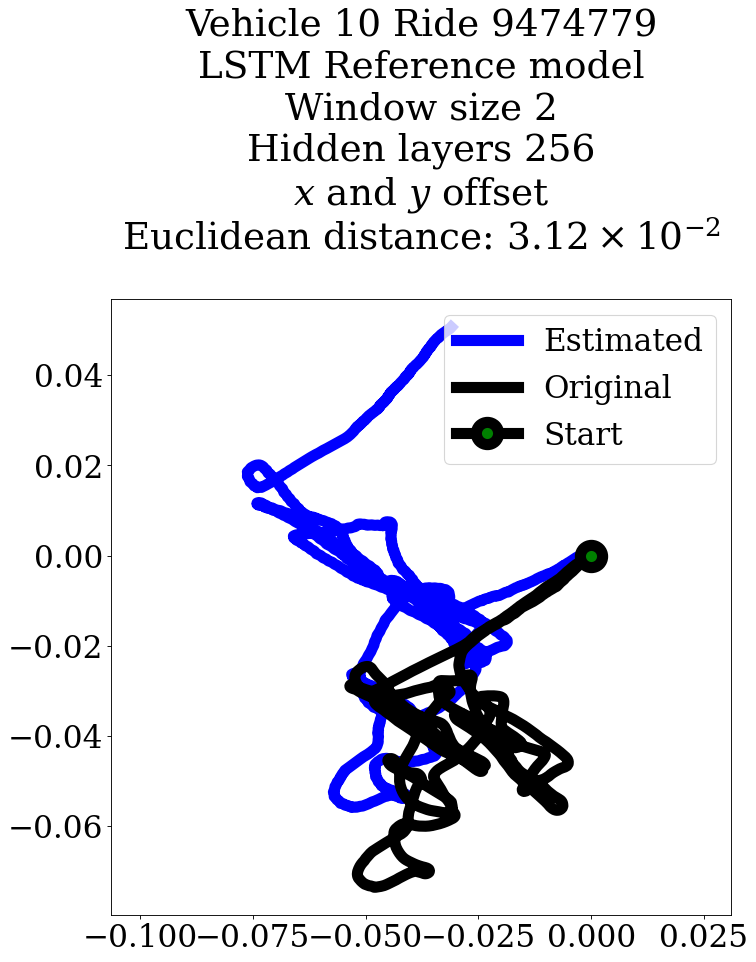 Vehicle 10 Ride 9474779
LSTM Reference model
Window size 2
Hidden layers 256
x and y offset
Euclidean distance: 3.12 × 10⁻²
Estimated
Original
Start
0.04
0.02
0.00
−0.02
−0.04
−0.06
−0.100 −0.075 −0.050 −0.025 0.000 0.025